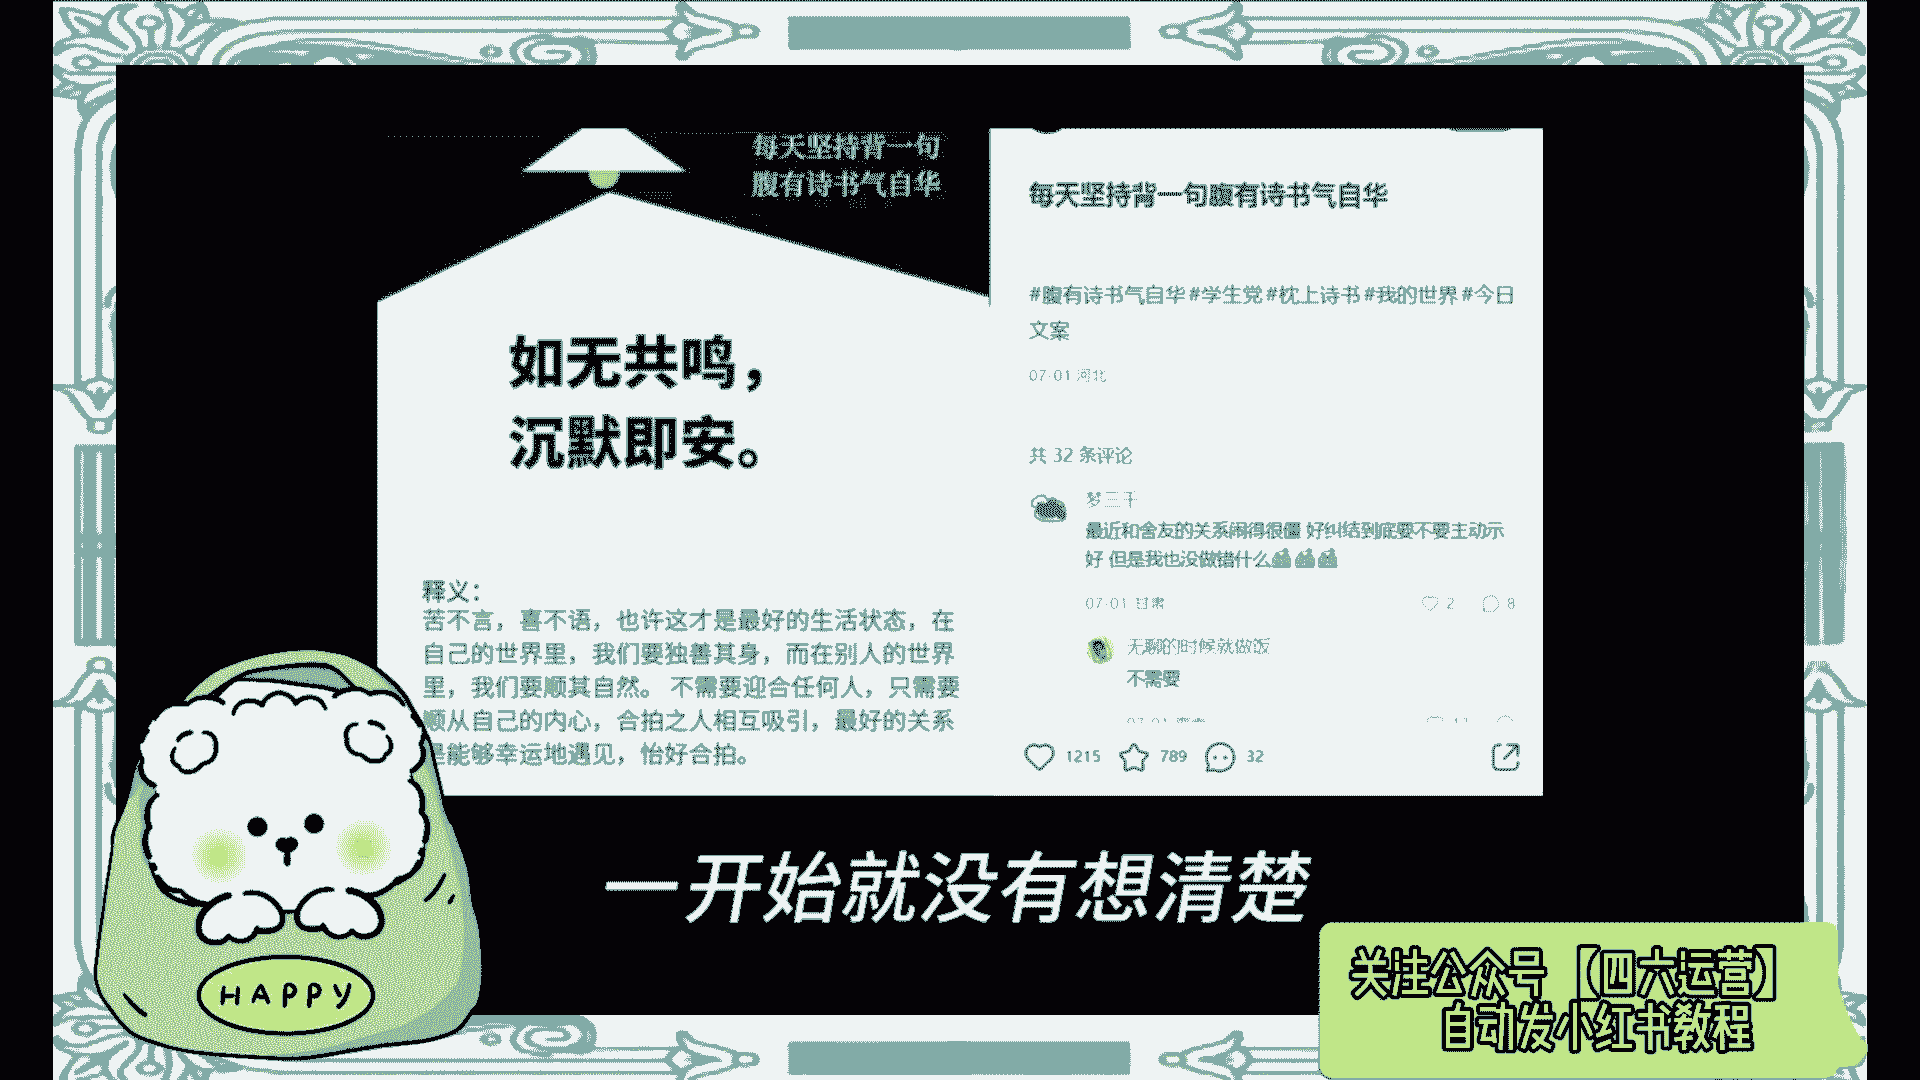 每天坚持背一句
腹有诗书气自华
如无共鸣，
沉默即安。
释义：
苦不言，喜不语，也许这才是最好的生活状态，在
自己的世界里，我们要独善其身，而在别人的世界
里，我们要顺其自然。 不需要迎合任何人，只需要
顺从自己的内心，合拍之人相互吸引，最好的关系
是能够幸运地遇见，恰好合拍。
每天坚持背一句腹有诗书气自华
#腹有诗书气自华 #学生党 #枕上诗书 #我的世界 #今日
文案
07-01 河北
共 32 条评论
梦三千
最近和舍友的关系闹得很僵 好纠结到底要不要主动示
好 但是我也没做错什么
07-01 甘肃
2
8
无聊的时候就做饭
不需要
1215
789
32
一开始就没有想清楚
HAPPY
关注公众号【四六运营】
自动发小红书教程